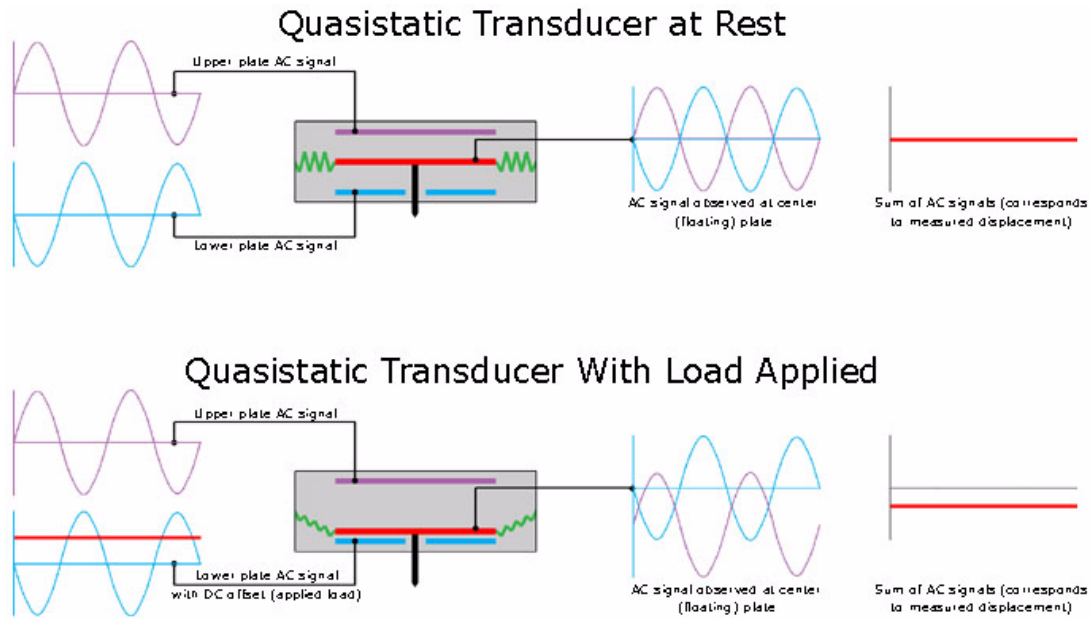 Quasistatic Transducer at Rest
Upper plate AC signal
Lower plate AC signal
AC signal observed at center
(floating) plate
Sum of AC signals (corresponds
to measured displacement)
Quasistatic Transducer With Load Applied
Upper plate AC signal
Lower plate AC signal
with DC offset (applied load)
AC signal observed at center
(floating) plate
Sum of AC signals (corresponds
to measured displacement)